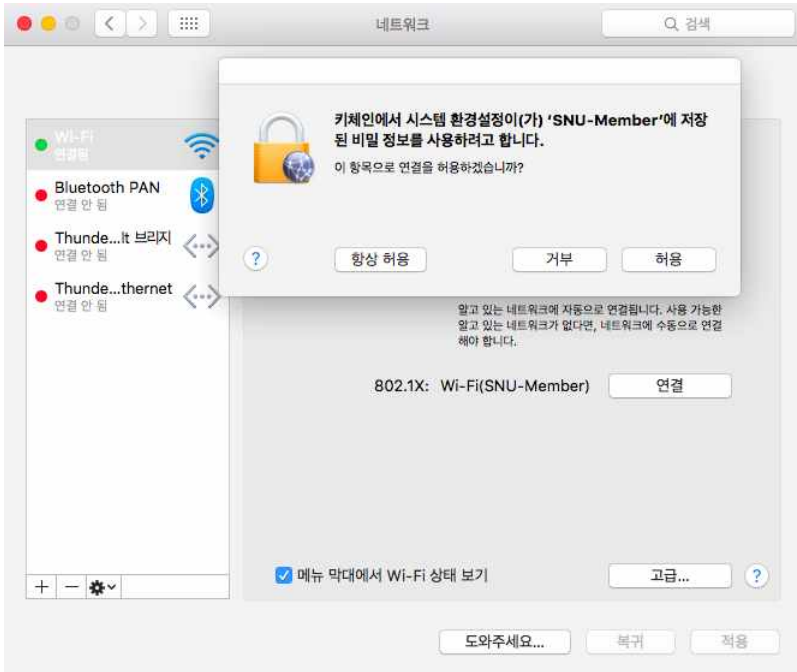 네트워크
검색
키체인에서 시스템 환경설정이(가) 'SNU-Member'에 저장
된 비밀 정보를 사용하려고 합니다.
이 항목으로 연결을 허용하겠습니까?
? 항상 허용 거부 허용
Wi-Fi
연결됨
Bluetooth PAN
연결 안 됨
Thunde...lt 브리지
연결 안 됨
Thunde...thernet
연결 안 됨
알고 있는 네트워크에 자동으로 연결됩니다. 사용 가능한
알고 있는 네트워크가 없다면, 네트워크에 수동으로 연결
해야 합니다.
802.1X: Wi-Fi(SNU-Member) 연결
메뉴 막대에서 Wi-Fi 상태 보기
고급... ?
도와주세요... 복귀 적용